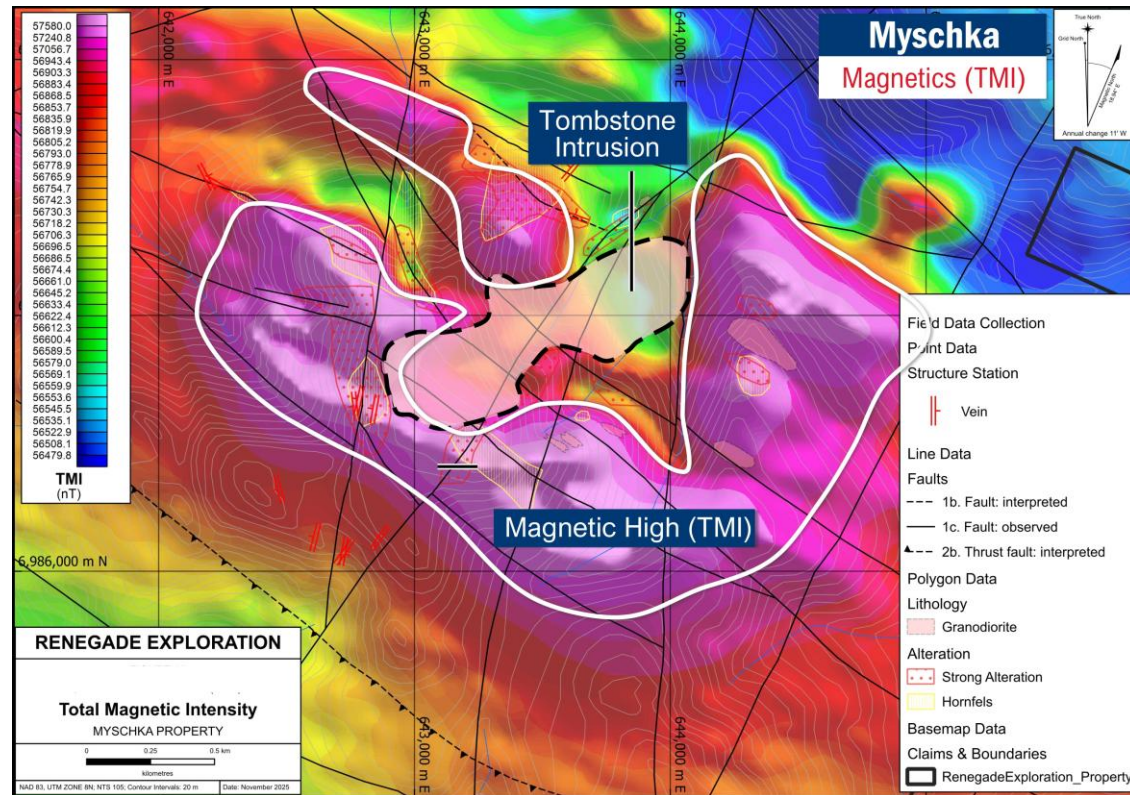 57580.0
57240.8
57056.7
56943.4
56903.3
56883.4
56868.5
56853.7
56835.9
56819.9
56805.2
56793.0
56778.9
56765.9
56754.7
56742.3
56730.3
56718.2
56706.3
56696.5
56686.5
56674.4
56661.0
56645.2
56633.4
56622.4
56612.3
56600.4
56589.5
56579.0
56569.1
56559.9
56553.6
56545.5
56535.1
56522.9
56508.1
56479.8
TMI
(nT)
642,000 m E
643,000 m E
644,000 m E
Myschka
Magnetics (TMI)
True North
Grid North
Magnetic North
Annual change 11' W
Tombstone
Intrusion
Magnetic High (TMI)
6,986,000 m N
643,000 m E
644,000 m E
Field Data Collection
Point Data
Structure Station
Vein
Line Data
Faults
1b. Fault: interpreted
1c. Fault: observed
2b. Thrust fault: interpreted
Polygon Data
Lithology
Granodiorite
Alteration
Strong Alteration
Hornfels
Basemap Data
Claims & Boundaries
RenegadeExploration_Property
RENEGADE EXPLORATION
Total Magnetic Intensity
MYSCHKA PROPERTY
0 0.25 0.5 km
kilometres
NAD 83, UTM ZONE 8N; NTS 105; Contour Intervals: 20 m
Date: November 2025